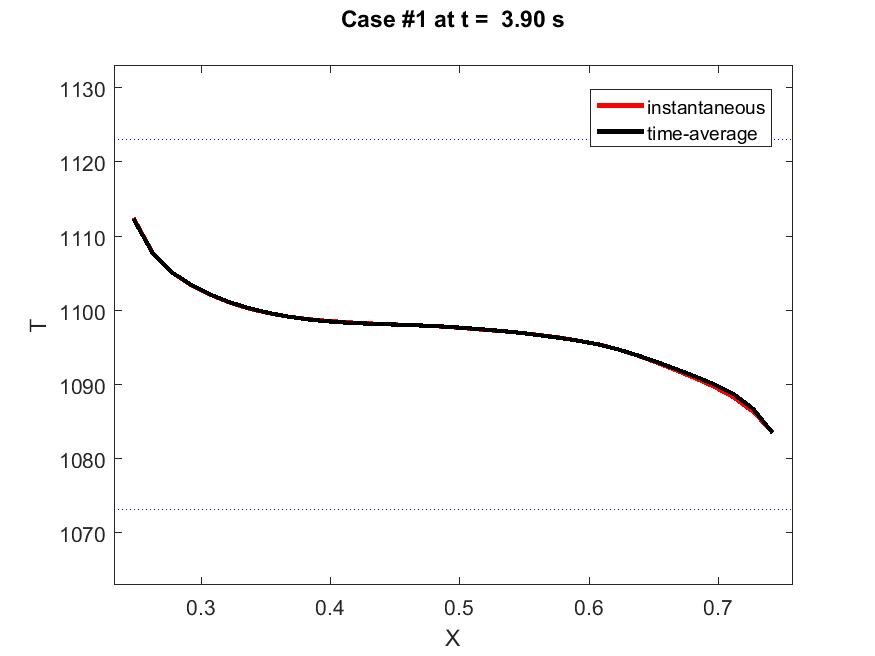 Case #1 at t =  3.90 s
instantaneous
time-average
1130
1120
1110
1100
1090
1080
1070
T
0.3 0.4 0.5 0.6 0.7
X